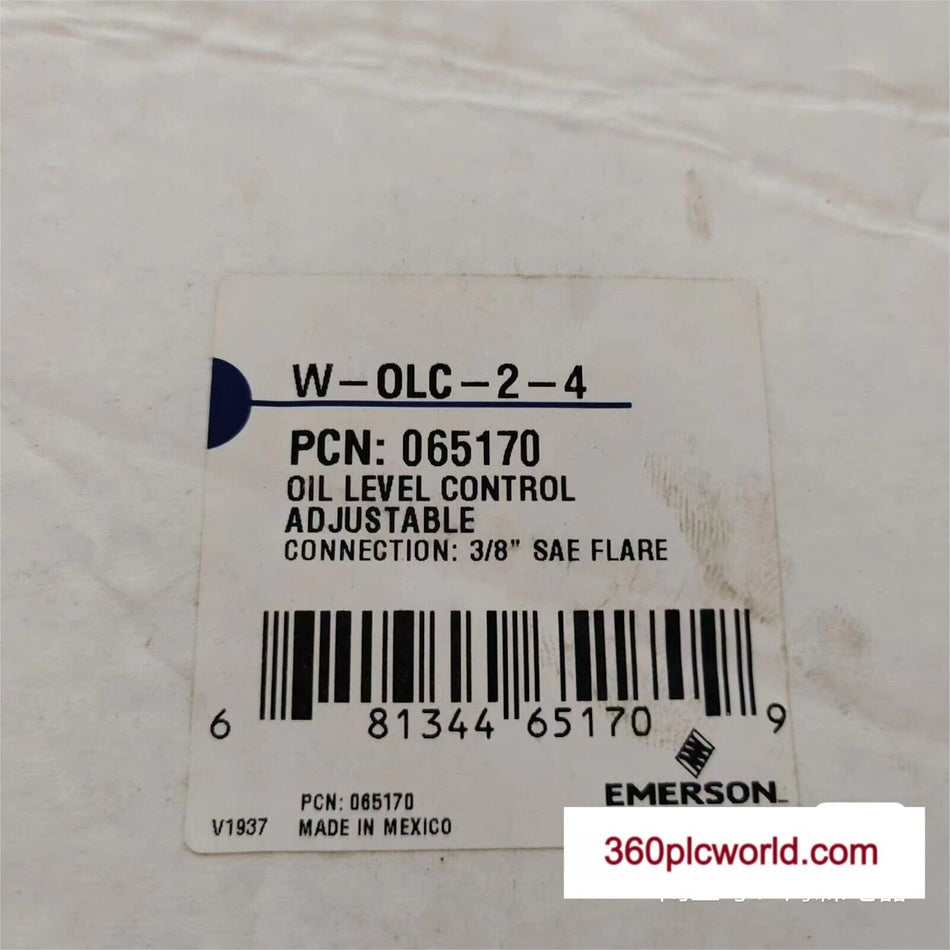 W-OLC-2-4
PCN: 065170
OIL LEVEL CONTROL
ADJUSTABLE
CONNECTION: 3/8" SAE FLARE
6 81344 65170 9
EMERSON
PCN: 065170
V1937 MADE IN MEXICO
360plcworld.com